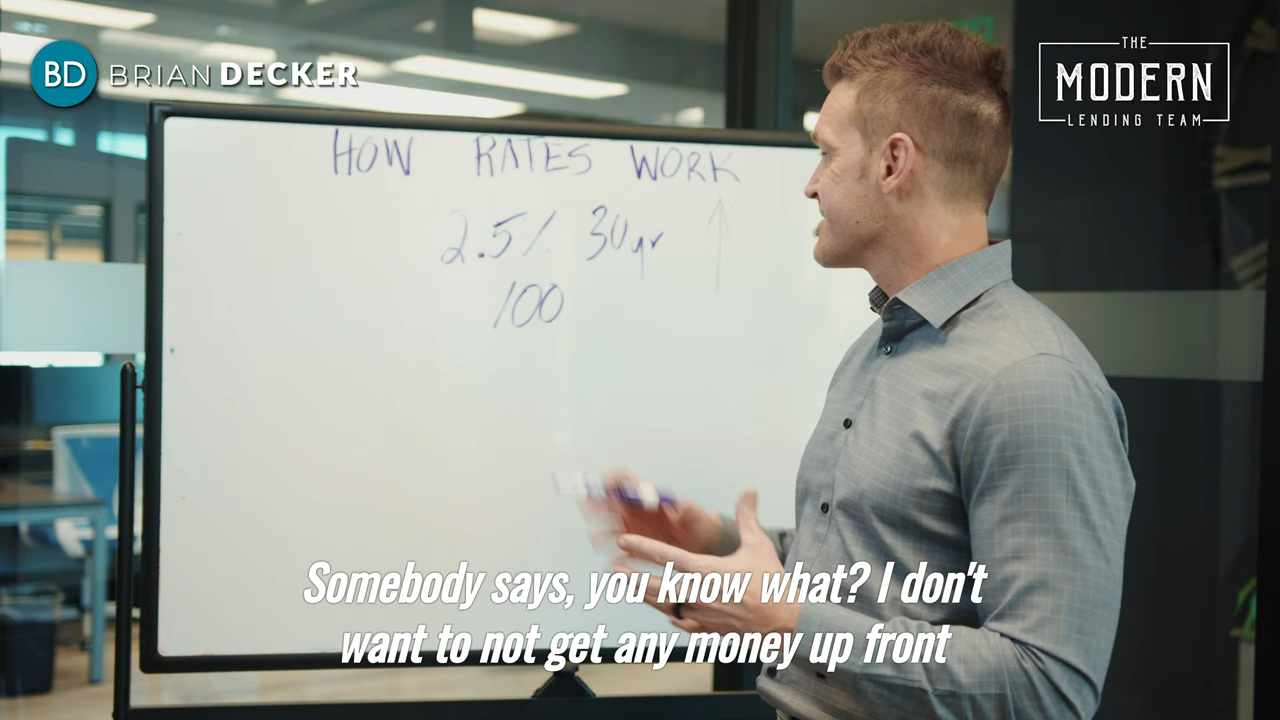 BD BRIAN DECKER
THE
MODERN
LENDING TEAM
HOW RATES WORK
2.5% 30yr
100
Somebody says, you know what? I don't
want to not get any money up front